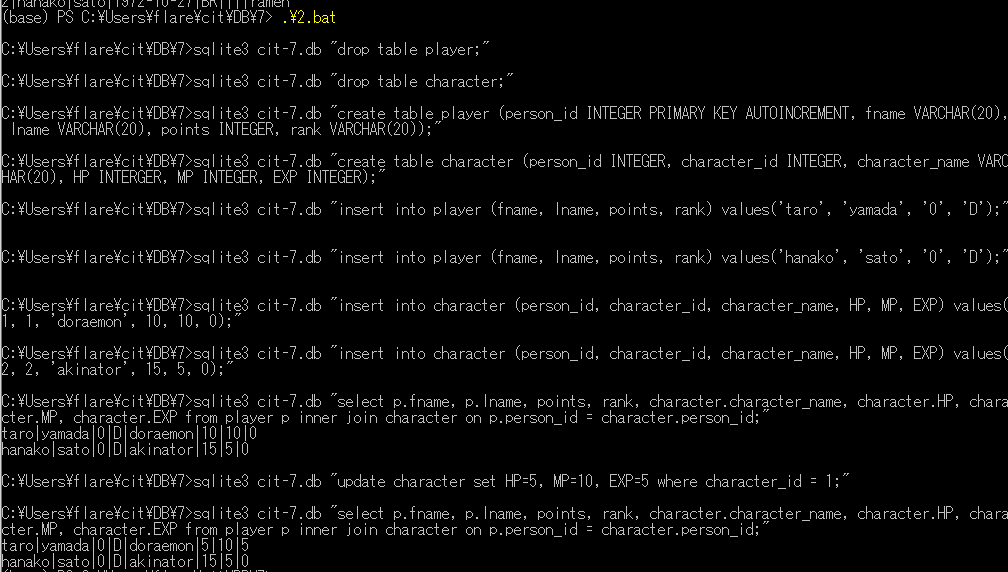 2|hanako|sato|1972-10-27|BR||||ramen
(base) PS C:¥Users¥flare¥cit¥DB¥7> .¥2.bat
C:¥Users¥flare¥cit¥DB¥7>sqlite3 cit-7.db "drop table player;"
C:¥Users¥flare¥cit¥DB¥7>sqlite3 cit-7.db "drop table character;"
C:¥Users¥flare¥cit¥DB¥7>sqlite3 cit-7.db "create table player (person_id INTEGER PRIMARY KEY AUTOINCREMENT, fname VARCHAR(20),
lname VARCHAR(20), points INTEGER, rank VARCHAR(20));"
C:¥Users¥flare¥cit¥DB¥7>sqlite3 cit-7.db "create table character (person_id INTEGER, character_id INTEGER, character_name VARC
HAR(20), HP INTERGER, MP INTEGER, EXP INTEGER);"
C:¥Users¥flare¥cit¥DB¥7>sqlite3 cit-7.db "insert into player (fname, lname, points, rank) values('taro', 'yamada', '0', 'D');"
C:¥Users¥flare¥cit¥DB¥7>sqlite3 cit-7.db "insert into player (fname, lname, points, rank) values('hanako', 'sato', '0', 'D');"
C:¥Users¥flare¥cit¥DB¥7>sqlite3 cit-7.db "insert into character (person_id, character_id, character_name, HP, MP, EXP) values(
1, 1, 'doraemon', 10, 10, 0);"
C:¥Users¥flare¥cit¥DB¥7>sqlite3 cit-7.db "insert into character (person_id, character_id, character_name, HP, MP, EXP) values(
2, 2, 'akinator', 15, 5, 0);"
C:¥Users¥flare¥cit¥DB¥7>sqlite3 cit-7.db "select p.fname, p.lname, points, rank, character.character_name, character.HP, chara
cter.MP, character.EXP from player p inner join character on p.person_id = character.person_id;"
taro|yamada|0|D|doraemon|10|10|0
hanako|sato|0|D|akinator|15|5|0
C:¥Users¥flare¥cit¥DB¥7>sqlite3 cit-7.db "update character set HP=5, MP=10, EXP=5 where character_id = 1;"
C:¥Users¥flare¥cit¥DB¥7>sqlite3 cit-7.db "select p.fname, p.lname, points, rank, character.character_name, character.HP, chara
cter.MP, character.EXP from player p inner join character on p.person_id = character.person_id;"
taro|yamada|0|D|doraemon|5|10|5
hanako|sato|0|D|akinator|15|5|0